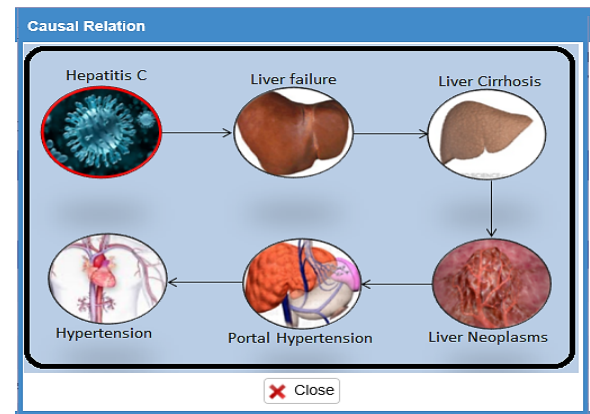 Causal Relation
Hepatitis C
Liver failure
Liver Cirrhosis
Hypertension
Portal Hypertension
Liver Neoplasms
Close